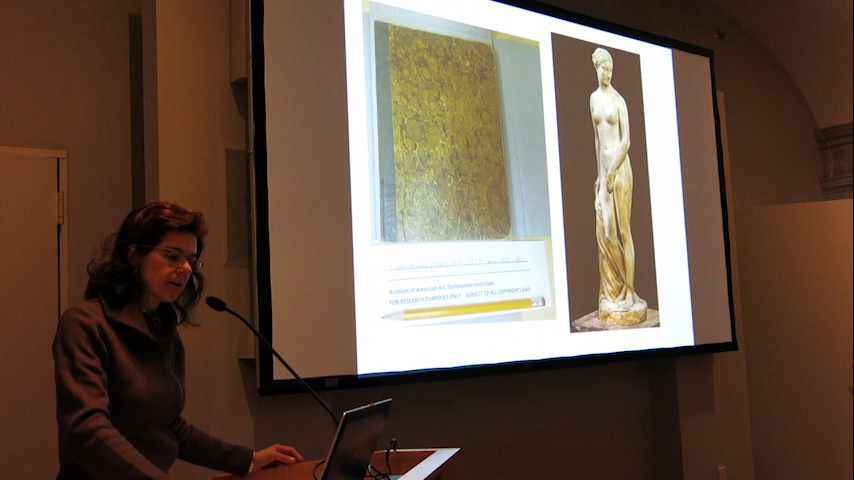 Archives of American Art, Smithsonian Institution.
FOR RESEARCH PURPOSES ONLY. SUBJECT TO ALL COPYRIGHT LAWS